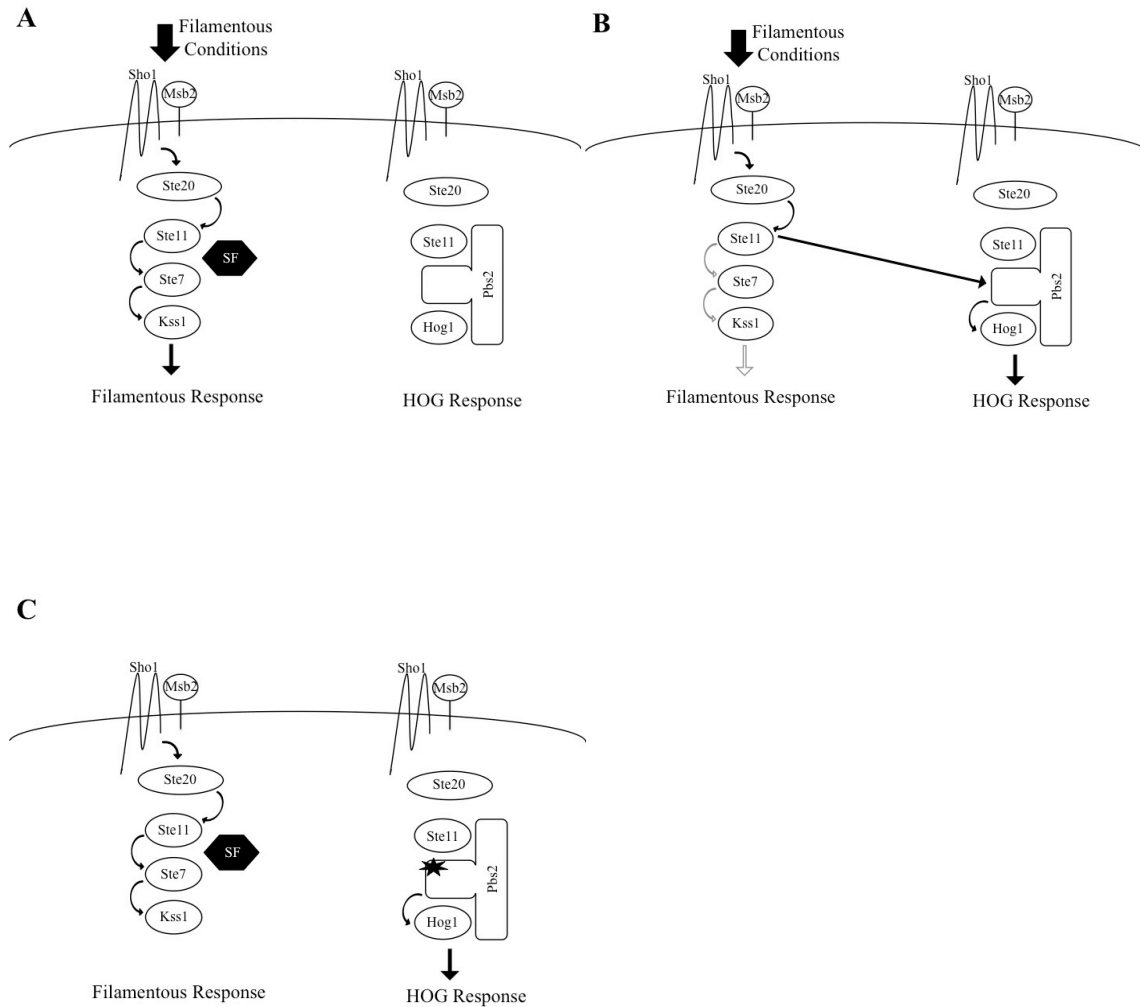 A
Filamentous
Conditions
Sho1
Msb2
Ste20
Ste11
SF
Ste7
Kss1
Filamentous Response
Sho1
Msb2
Ste20
Ste11
Pbs2
Hog1
HOG Response
B
Filamentous
Conditions
Sho1
Msb2
Ste20
Ste11
Ste7
Kss1
Filamentous Response
Sho1
Msb2
Ste20
Ste11
Pbs2
Hog1
HOG Response
C
Sho1
Msb2
Ste20
Ste11
SF
Ste7
Kss1
Filamentous Response
Sho1
Msb2
Ste20
Ste11
Pbs2
Hog1
HOG Response